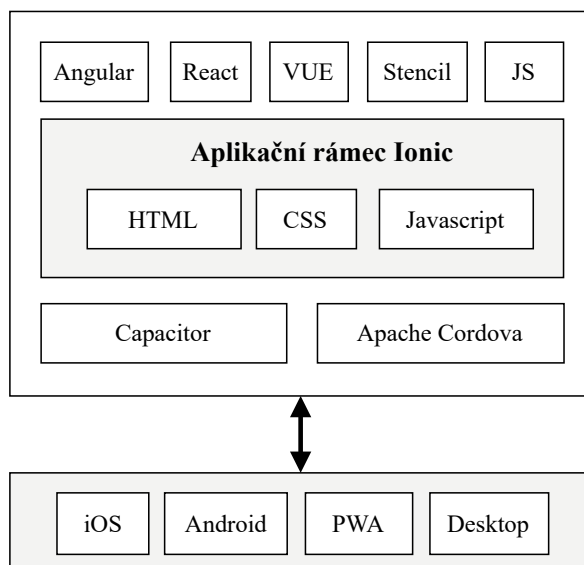 Angular React VUE Stencil JS
Aplikační rámec Ionic
HTML CSS Javascript
Capacitor Apache Cordova
iOS Android PWA Desktop